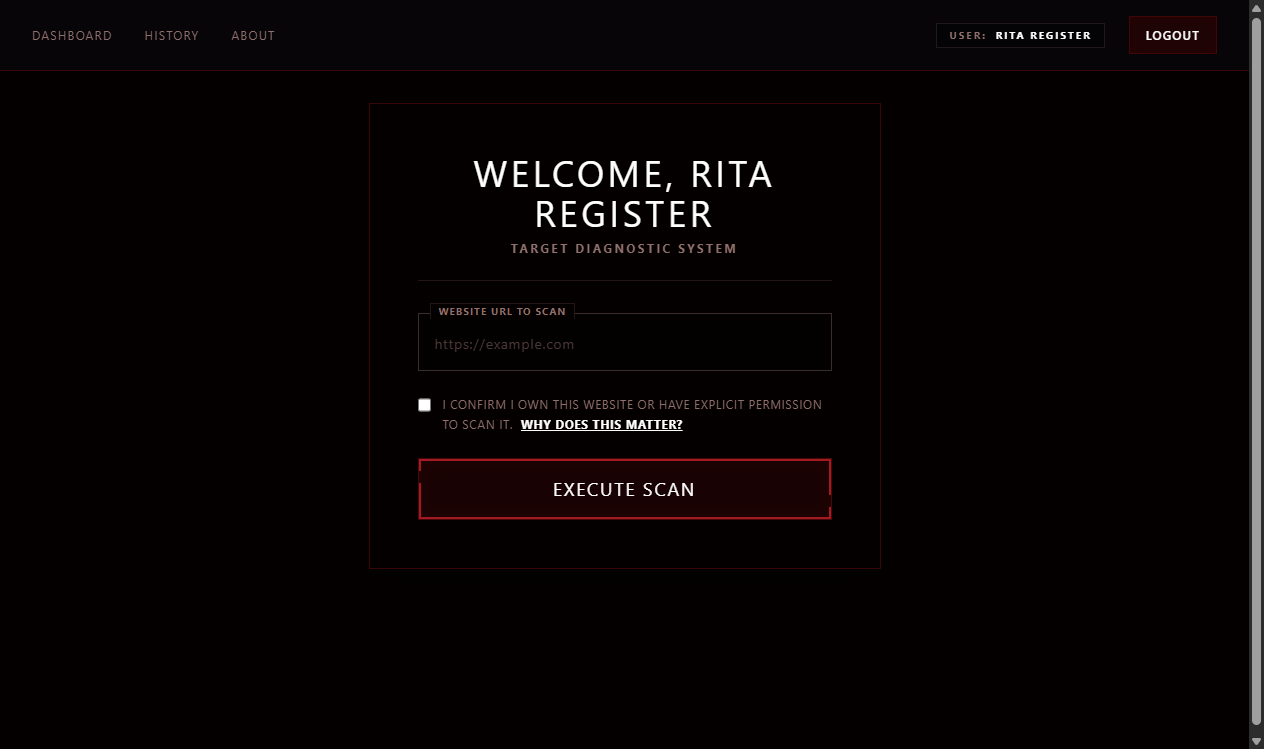 DASHBOARD HISTORY ABOUT USER: RITA REGISTER LOGOUT
WELCOME, RITA
REGISTER
TARGET DIAGNOSTIC SYSTEM
WEBSITE URL TO SCAN
https://example.com
I CONFIRM I OWN THIS WEBSITE OR HAVE EXPLICIT PERMISSION
TO SCAN IT. WHY DOES THIS MATTER?
EXECUTE SCAN